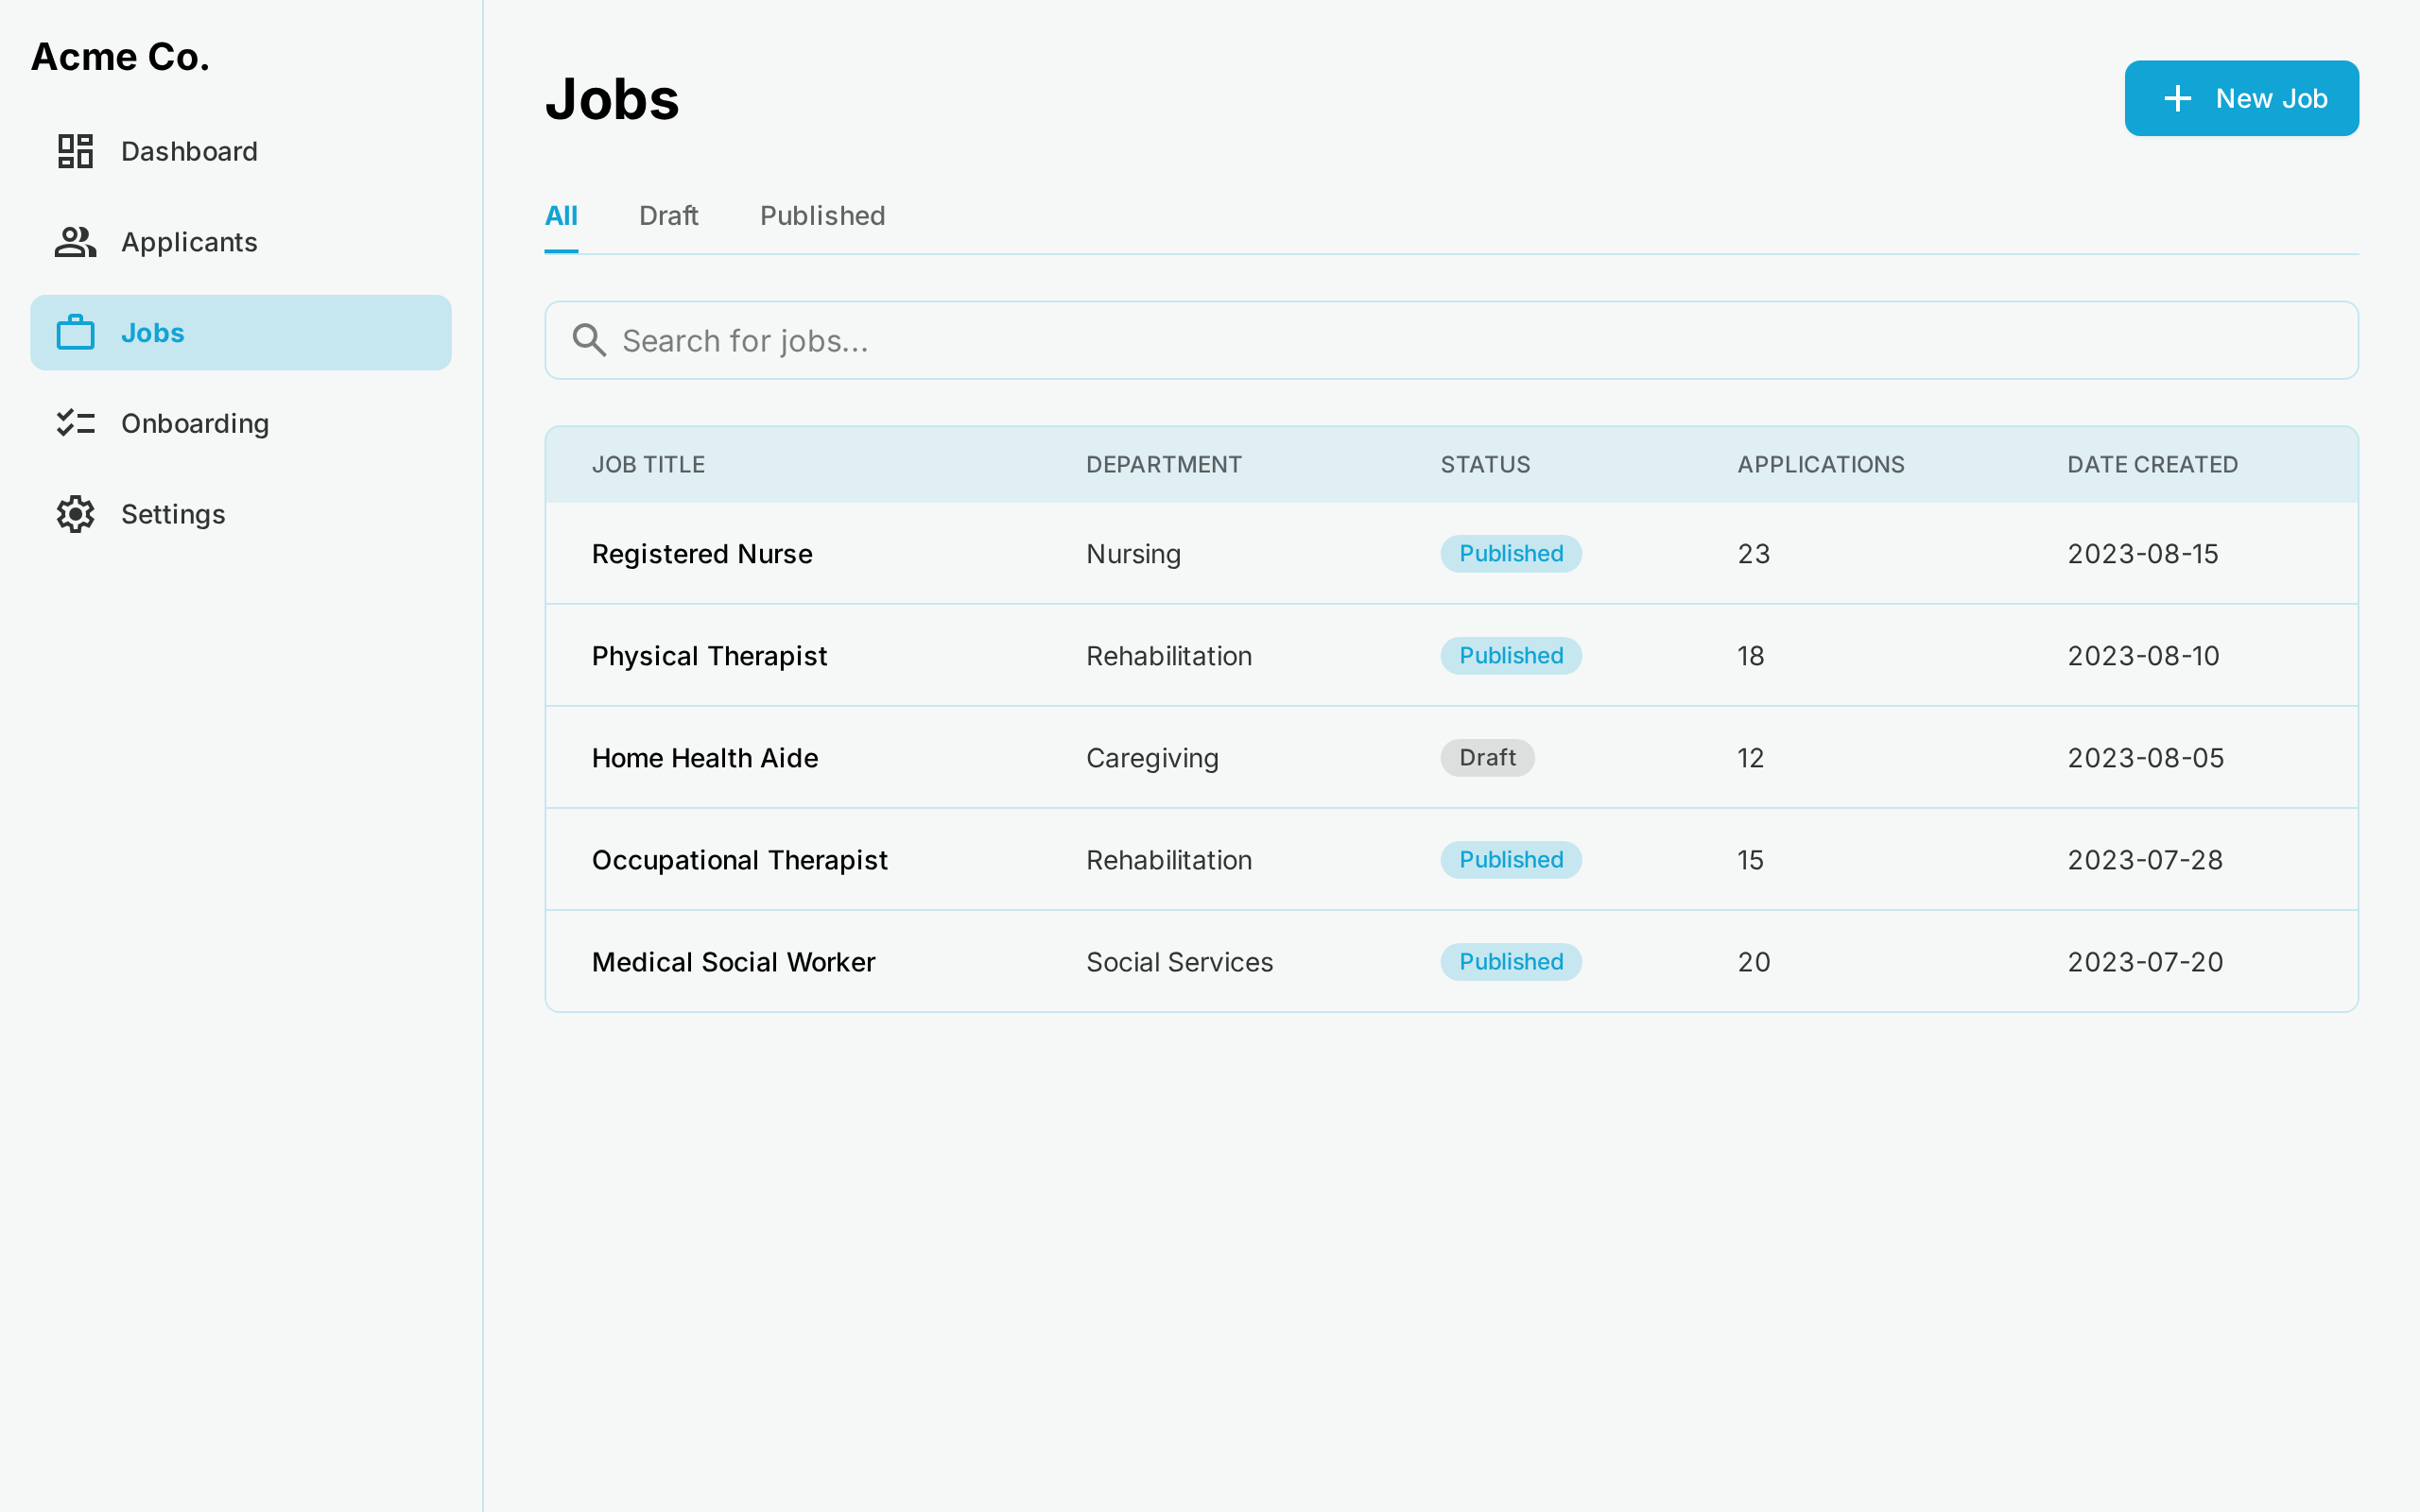 Acme Co.
Dashboard
Applicants
Jobs
Onboarding
Settings
Jobs
New Job
All Draft Published
Search for jobs...
JOB TITLE DEPARTMENT STATUS APPLICATIONS DATE CREATED
Registered Nurse Nursing Published 23 2023-08-15
Physical Therapist Rehabilitation Published 18 2023-08-10
Home Health Aide Caregiving Draft 12 2023-08-05
Occupational Therapist Rehabilitation Published 15 2023-07-28
Medical Social Worker Social Services Published 20 2023-07-20